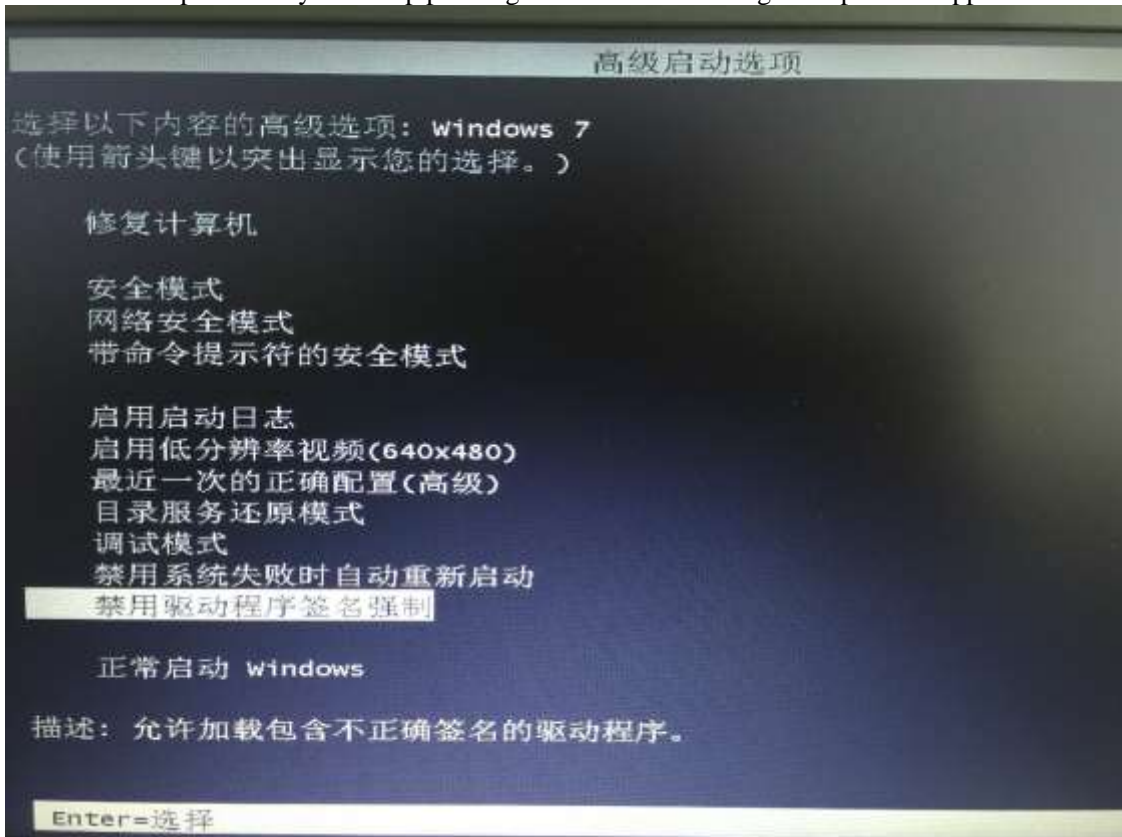 高级启动选项
选择以下内容的高级选项: Windows 7
(使用箭头键以突出显示您的选择。)
修复计算机
安全模式
网络安全模式
带命令提示符的安全模式
启用启动日志
启用低分辨率视频(640x480)
最近一次的正确配置(高级)
目录服务还原模式
调试模式
禁用系统失败时自动重新启动
禁用驱动程序签名强制
正常启动 Windows
描述: 允许加载包含不正确签名的驱动程序。
Enter=选择